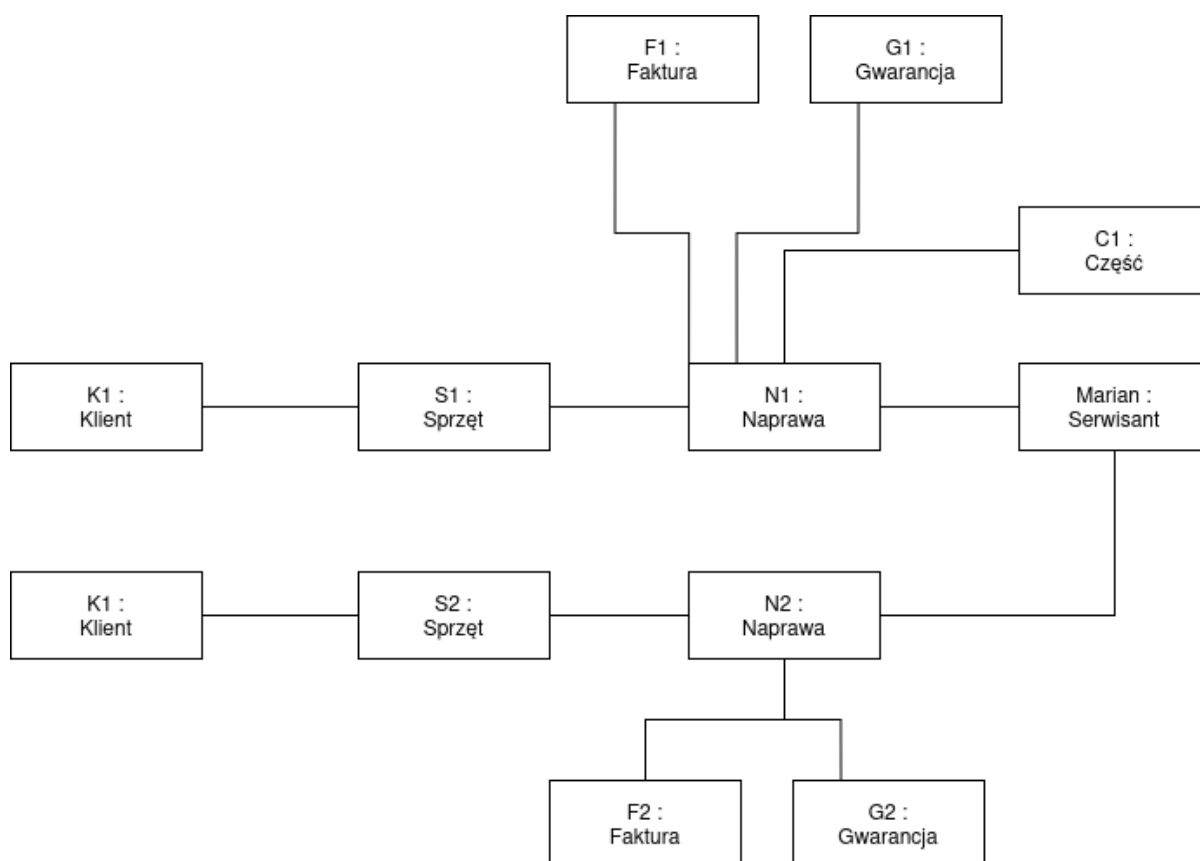 F1 :
Faktura
G1 :
Gwarancja
C1 :
Część
K1 :
Klient
S1 :
Sprzęt
N1 :
Naprawa
Marian :
Serwisant
K1 :
Klient
S2 :
Sprzęt
N2 :
Naprawa
F2 :
Faktura
G2 :
Gwarancja